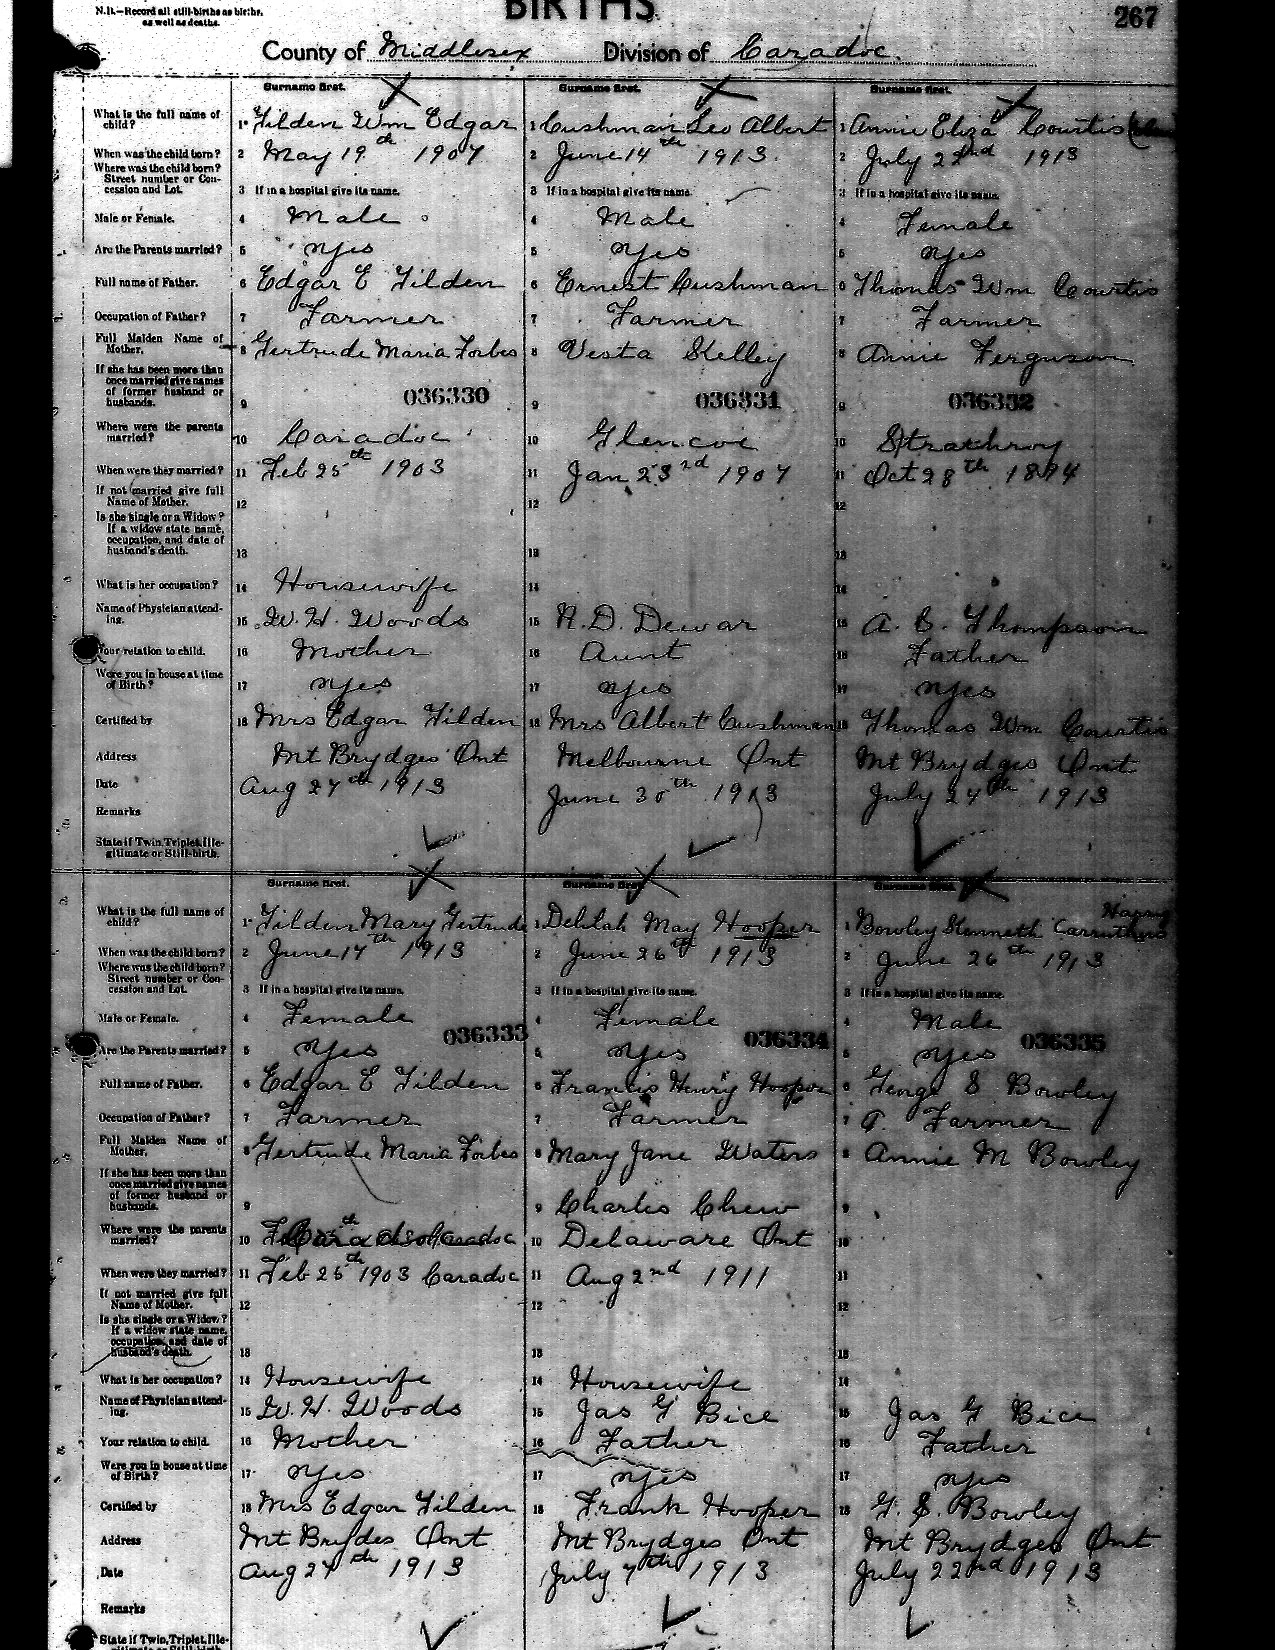 N.B.—Record all still-births as births,
as well as deaths.
BIRTHS
267
County of Middlesex Division of Caradoc.
Surname first. Surname first. Surname first.
What is the full name of
child? 1 Tilden Wm Edgar 1 Cushman Leo Albert 1 Annie Eliza Courtis
When was the child born? 2 May 19th 1907 2 June 14th 1913. 2 July 22nd 1913
Where was the child born?
Street number or Con-
cession and Lot. 3 If in a hospital give its name. 3 If in a hospital give its name. 3 If in a hospital give its name.
Male or Female. 4 Male 4 Male 4 Female
Are the Parents married? 5 yes 5 yes 5 yes
Full name of Father. 6 Edgar E Tilden 6 Ernest Cushman 6 Thomas Wm Courtis
Occupation of Father? 7 Farmer 7 Farmer 7 Farmer
Full Maiden Name of
Mother. 8 Gertrude Maria Forbes 8 Vesta Skelley 8 Annie Ferguson
If she has been more than
once married give names
of former husband or
husbands. 9 036330 9 036331 9 036332
Where were the parents
married? 10 Caradoc 10 Glencoe 10 Strathroy
When were they married? 11 Feb 25th 1903 11 Jan 23rd 1907 11 Oct 28th 1894
If not married give full
Name of Mother. 12 12 12
Is she single or a Widow?
If a widow state name,
occupation, and date of
husband's death. 13 13 13
What is her occupation? 14 Housewife 14 14
Name of Physician attend-
ing. 15 W. H. Woods 15 N. D. Dewar 15 A. C. Thompson
Your relation to child. 16 Mother 16 Aunt 16 Father
Were you in house at time
of Birth? 17 yes 17 yes 17 yes
Certified by 18 Mrs Edgar Tilden 18 Mrs Albert Cushman 18 Thomas Wm Courtis
Address Mt Brydges Ont Melbourne Ont Mt Brydges Ont
Date Aug 27th 1913 June 30th 1913 July 24th 1913
Remarks
State if Twin, Triplet, Ille-
gitimate or Still-birth.
Surname first. Surname first. Surname first.
What is the full name of
child? 1 Tilden Mary Gertrude 1 Delilah May Hooper 1 Bowley Kenneth Carruthers Harry
When was the child born? 2 June 17th 1913 2 June 26th 1913 2 June 26th 1913
Where was the child born?
Street number or Con-
cession and Lot. 3 If in a hospital give its name. 3 If in a hospital give its name. 3 If in a hospital give its name.
Male or Female. 4 Female 036333 4 Female 036334 4 Male 036335
Are the Parents married? 5 yes 5 yes 5 yes
Full name of Father. 6 Edgar E Tilden 6 Francis Henry Hooper 6 George S Bowley
Occupation of Father? 7 Farmer 7 Farmer 7 Farmer
Full Maiden Name of
Mother. 8 Gertrude Maria Forbes 8 Mary Jane Waters 8 Annie M Bowley
If she has been more than
once married give names
of former husband or
husbands. 9 9 Charles Chew 9
Where were the parents
married? 10 Caradoc 10 Delaware Ont 10
When were they married? 11 Feb 25th 1903 Caradoc 11 Aug 2nd 1911 11
If not married give full
Name of Mother. 12 12 12
Is she single or a Widow?
If a widow state name,
occupation, and date of
husband's death. 13 13 13
What is her occupation? 14 Housewife 14 Housewife 14
Name of Physician attend-
ing. 15 W. H. Woods 15 Jas G Bice 15 Jas G Bice
Your relation to child. 16 Mother 16 Father 16 Father
Were you in house at time
of Birth? 17 yes 17 yes 17 yes
Certified by 18 Mrs Edgar Tilden 18 Frank Hooper 18 G. S. Bowley
Address Mt Brydes Ont Mt Brydges Ont Mt Brydges Ont
Date Aug 27th 1913 July 7th 1913 July 22nd 1913
Remarks
State if Twin, Triplet, Ille-